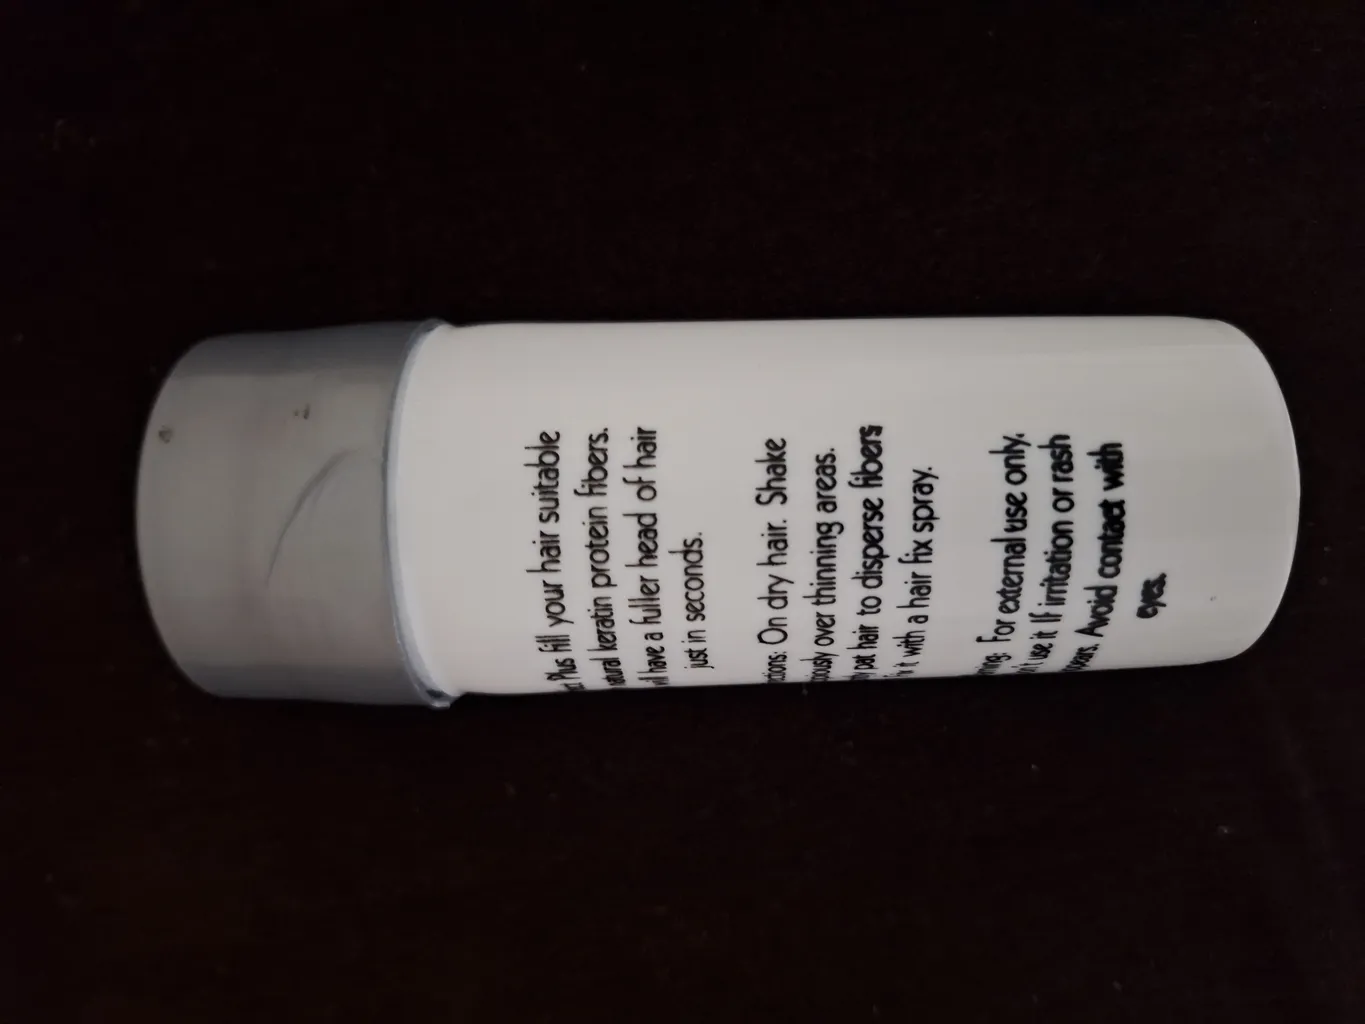 Plus fill your hair suitable
keratin protein fibers.
have a fuller head of hair
just in seconds.
On dry hair. Shake
over thinning areas.
pat hair to disperse fibers
it with a hair fix spray.
For external use only.
use it If irritation or rash
Avoid contact with
eyes.